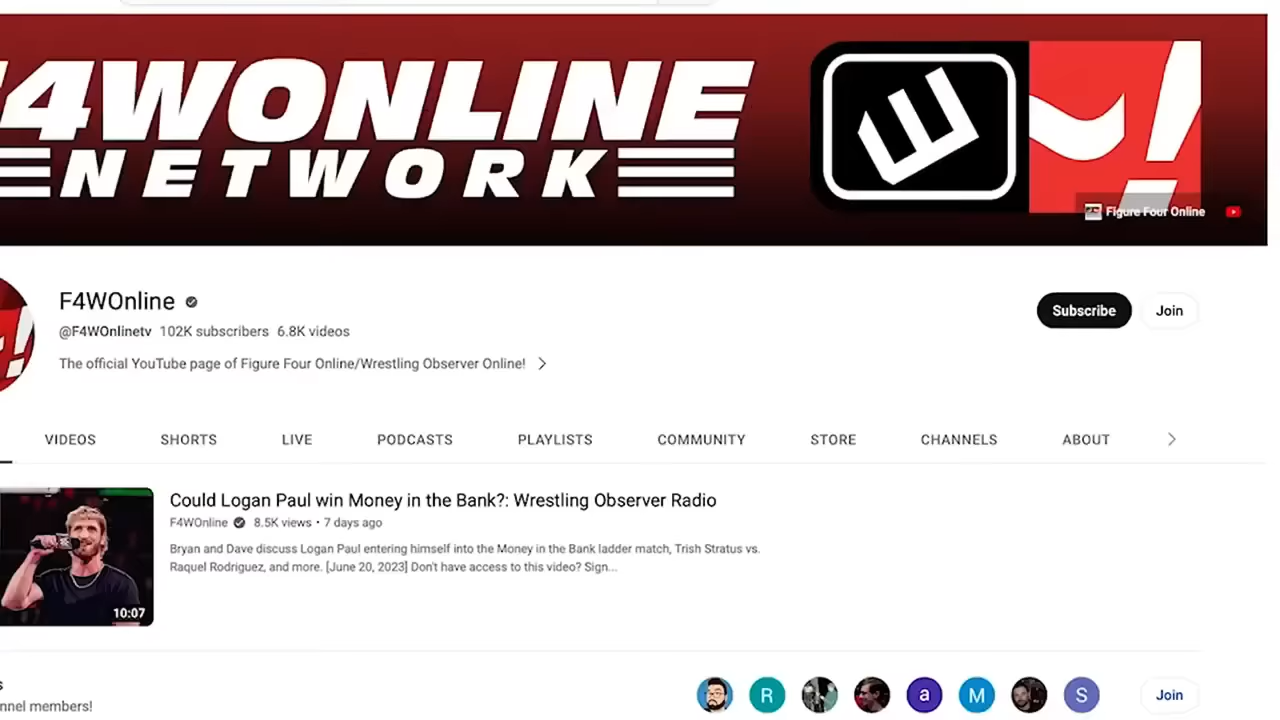 F4WONLINE
NETWORK
Figure Four Online
F4WOnline
@F4WOnlinetv 102K subscribers 6.8K videos
The official YouTube page of Figure Four Online/Wrestling Observer Online!
Subscribe
Join
VIDEOS SHORTS LIVE PODCASTS PLAYLISTS COMMUNITY STORE CHANNELS ABOUT
Could Logan Paul win Money in the Bank?: Wrestling Observer Radio
F4WOnline 8.5K views • 7 days ago
Bryan and Dave discuss Logan Paul entering himself into the Money in the Bank ladder match, Trish Stratus vs.
Raquel Rodriguez, and more. [June 20, 2023] Don't have access to this video? Sign...
10:07
R a M S
Join
nnel members!